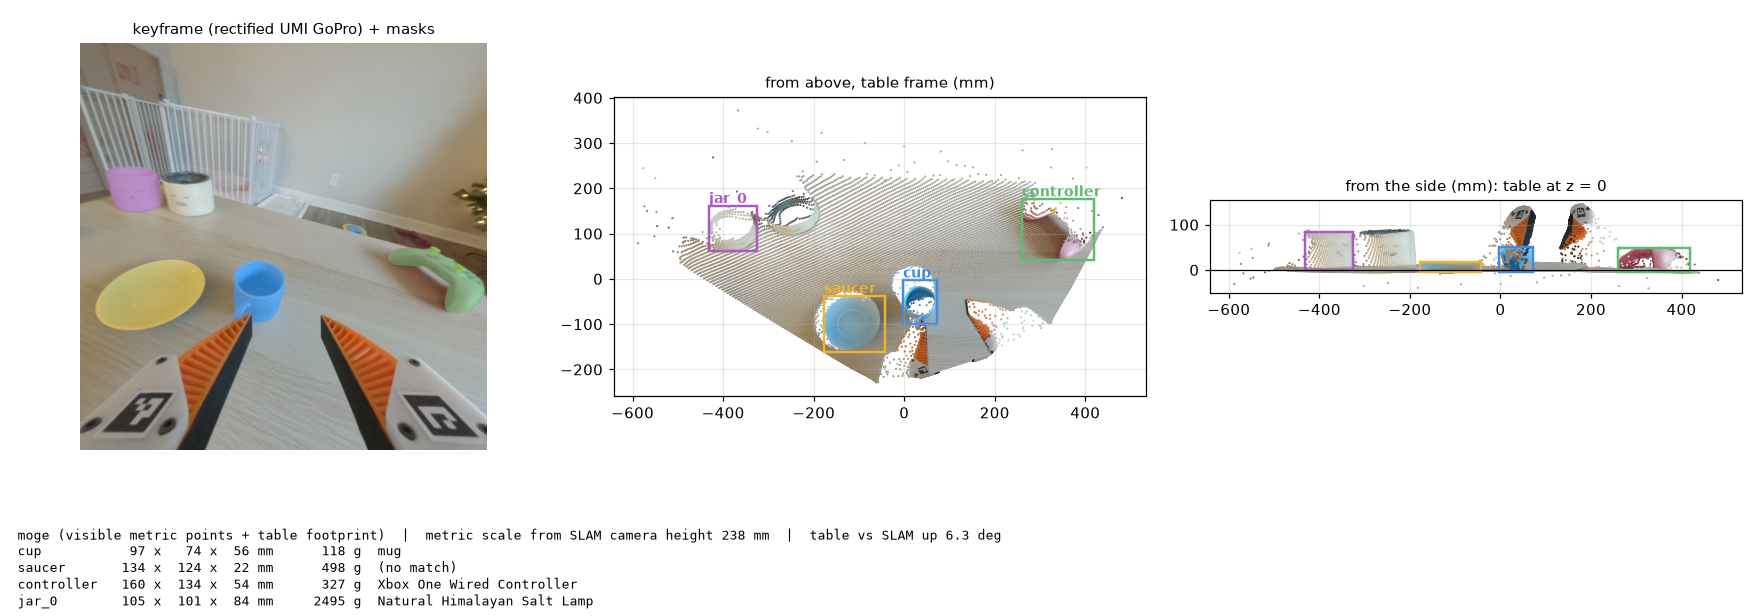 keyframe (rectified UMI GoPro) + masks
from above, table frame (mm)
400
300
200
100
0
−100
−200
−600
−400
−200
0
200
400
jar_0
controller
cup
saucer
from the side (mm): table at z = 0
100
0
−600
−400
−200
0
200
400
moge (visible metric points + table footprint)  |  metric scale from SLAM camera height 238 mm  |  table vs SLAM up 6.3 deg
cup 97 x 74 x 56 mm 118 g mug
saucer 134 x 124 x 22 mm 498 g (no match)
controller 160 x 134 x 54 mm 327 g Xbox One Wired Controller
jar_0 105 x 101 x 84 mm 2495 g Natural Himalayan Salt Lamp